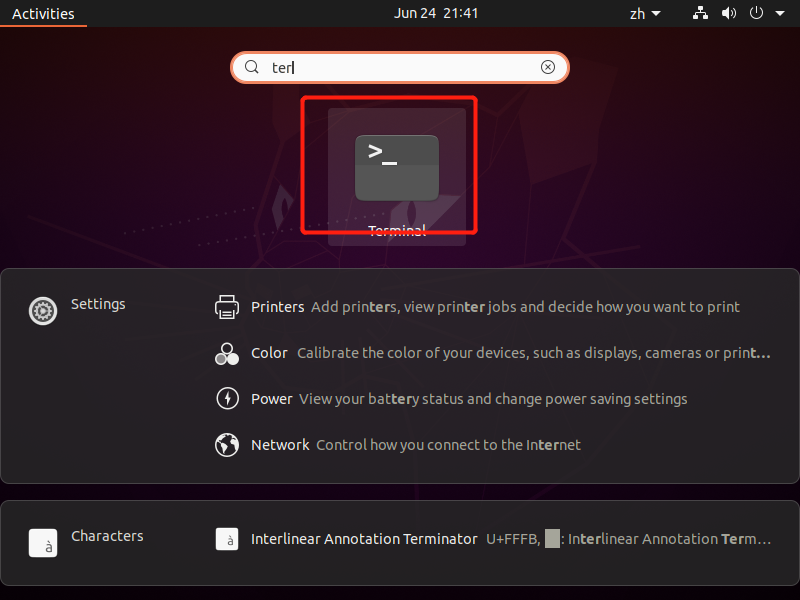 Activities
Jun 24 21:41
zh
ter
>_
Terminal
Settings
Printers Add printers, view printer jobs and decide how you want to print
Color Calibrate the color of your devices, such as displays, cameras or print…
Power View your battery status and change power saving settings
Network Control how you connect to the Internet
à
Characters
à
Interlinear Annotation Terminator U+FFFB, : Interlinear Annotation Term…